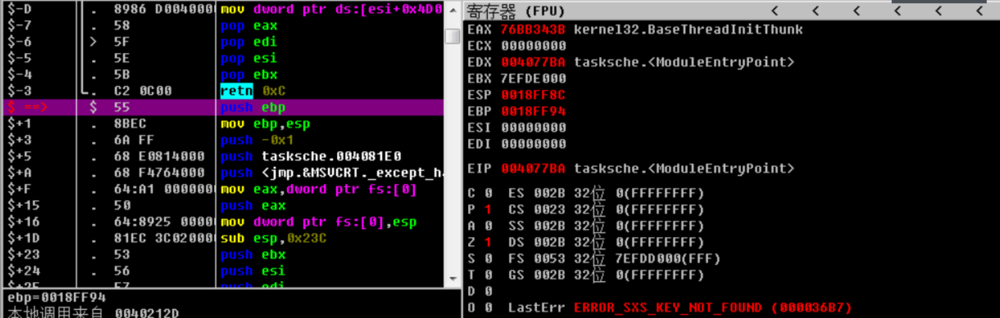 $-D . 8986 D004000 mov dword ptr ds:[esi+0x4D0
$-7 . 58 pop eax
$-6 > 5F pop edi
$-5 . 5E pop esi
$-4 . 5B pop ebx
$-3 . C2 0C00 retn 0xC
$ ==> $ 55 push ebp
$+1 . 8BEC mov ebp,esp
$+3 . 6A FF push -0x1
$+5 . 68 E0814000 push tasksche.004081E0
$+A . 68 F4764000 push <jmp.&MSVCRT._except_h
$+F . 64:A1 000000 mov eax,dword ptr fs:[0]
$+15 . 50 push eax
$+16 . 64:8925 0000 mov dword ptr fs:[0],esp
$+1D . 81EC 3C02000 sub esp,0x23C
$+23 . 53 push ebx
$+24 . 56 push esi
$+25 . 57 push edi
ebp=0018FF94
本地调用来自 0040212D
寄存器 (FPU) < < < < < <
EAX 76BB343B kernel32.BaseThreadInitThunk
ECX 00000000
EDX 004077BA tasksche.<ModuleEntryPoint>
EBX 7EFDE000
ESP 0018FF8C
EBP 0018FF94
ESI 00000000
EDI 00000000
EIP 004077BA tasksche.<ModuleEntryPoint>
C 0 ES 002B 32位 0(FFFFFFFF)
P 1 CS 0023 32位 0(FFFFFFFF)
A 0 SS 002B 32位 0(FFFFFFFF)
Z 1 DS 002B 32位 0(FFFFFFFF)
S 0 FS 0053 32位 7EFDD000(FFF)
T 0 GS 002B 32位 0(FFFFFFFF)
D 0
O 0 LastErr ERROR_SXS_KEY_NOT_FOUND (000036B7)